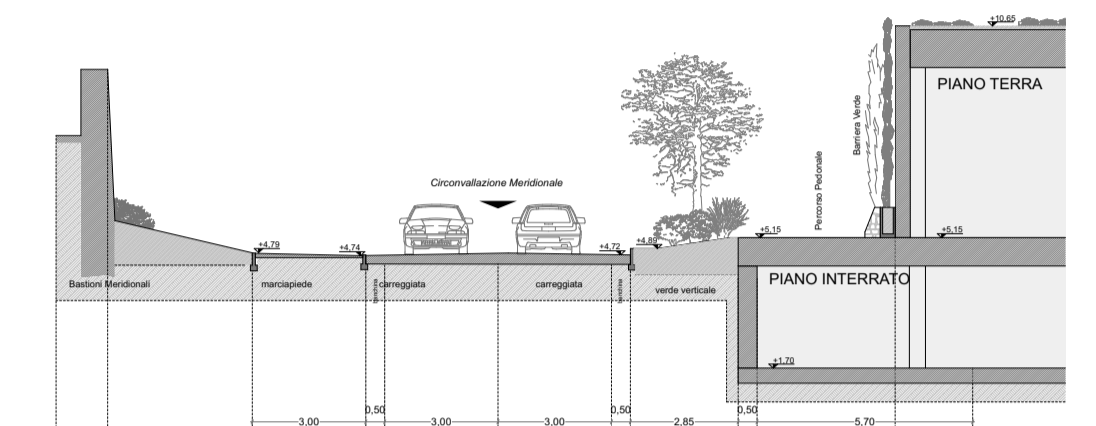 +10,65
PIANO TERRA
Barriera Verde
Percorso Pedonale
Circonvallazione Meridionale
+4,79
+4,74
+4,72
+4,89
+5,15
+5,15
Bastioni Meridionali
marciapiede
banchina
carreggiata
carreggiata
banchina
verde verticale
PIANO INTERRATO
+1,70
3,00
0,50
3,00
3,00
0,50
2,85
0,50
5,70